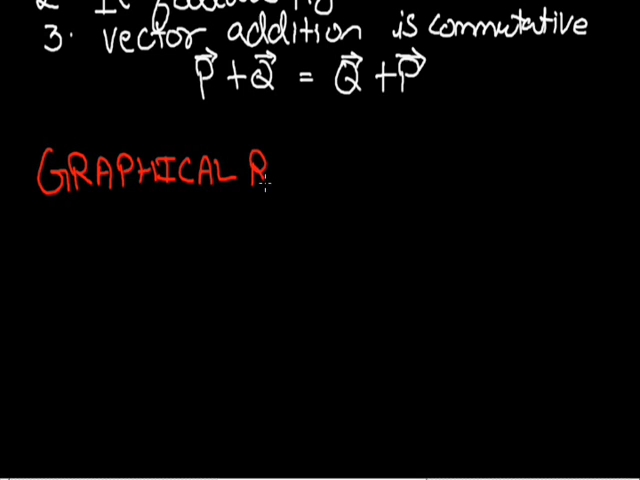 3. vector addition is commutative
P⃗ + Q⃗ = Q⃗ + P⃗
GRAPHICAL R